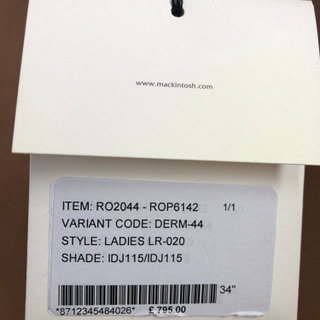 www.mackintosh.com
ITEM: RO2044 - ROP6142 1/1
VARIANT CODE: DERM-44
STYLE: LADIES LR-020
SHADE: IDJ115/IDJ115
34"
*8712345484026* £ 795.00